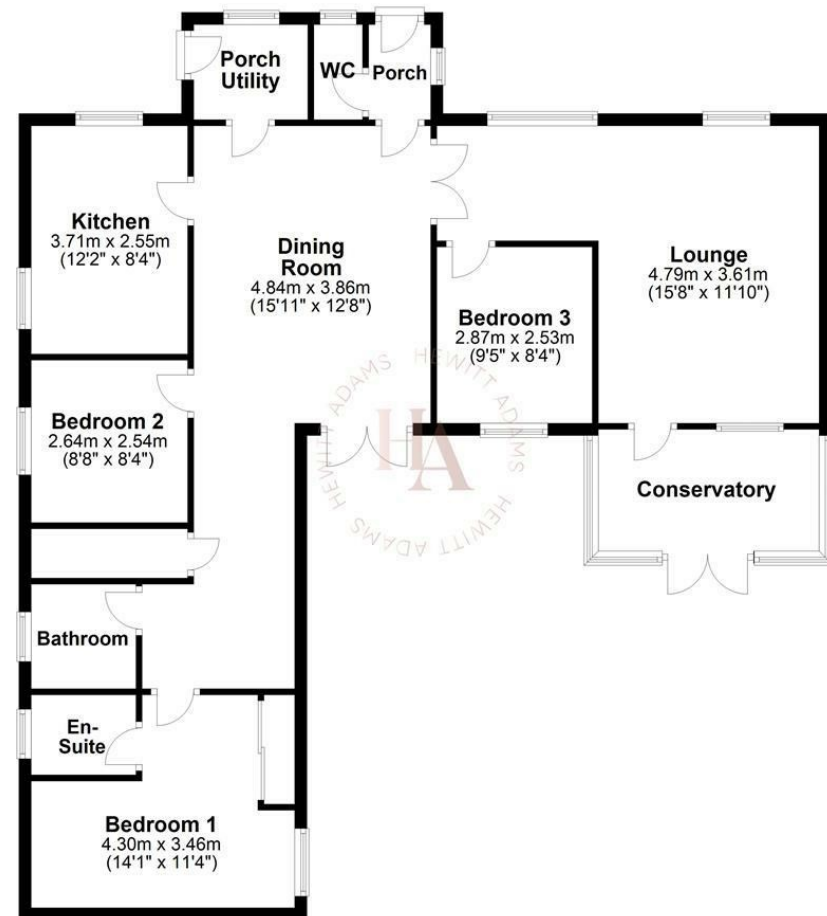 Porch
Utility
WC
Porch
Kitchen
3.71m x 2.55m
(12'2" x 8'4")
Dining
Room
4.84m x 3.86m
(15'11" x 12'8")
Lounge
4.79m x 3.61m
(15'8" x 11'10")
Bedroom 3
2.87m x 2.53m
(9'5" x 8'4")
Bedroom 2
2.64m x 2.54m
(8'8" x 8'4")
HEWITT ADAMS HEWITT ADAMS HEWITT ADAMS
HA
Conservatory
Bathroom
En-
Suite
Bedroom 1
4.30m x 3.46m
(14'1" x 11'4")